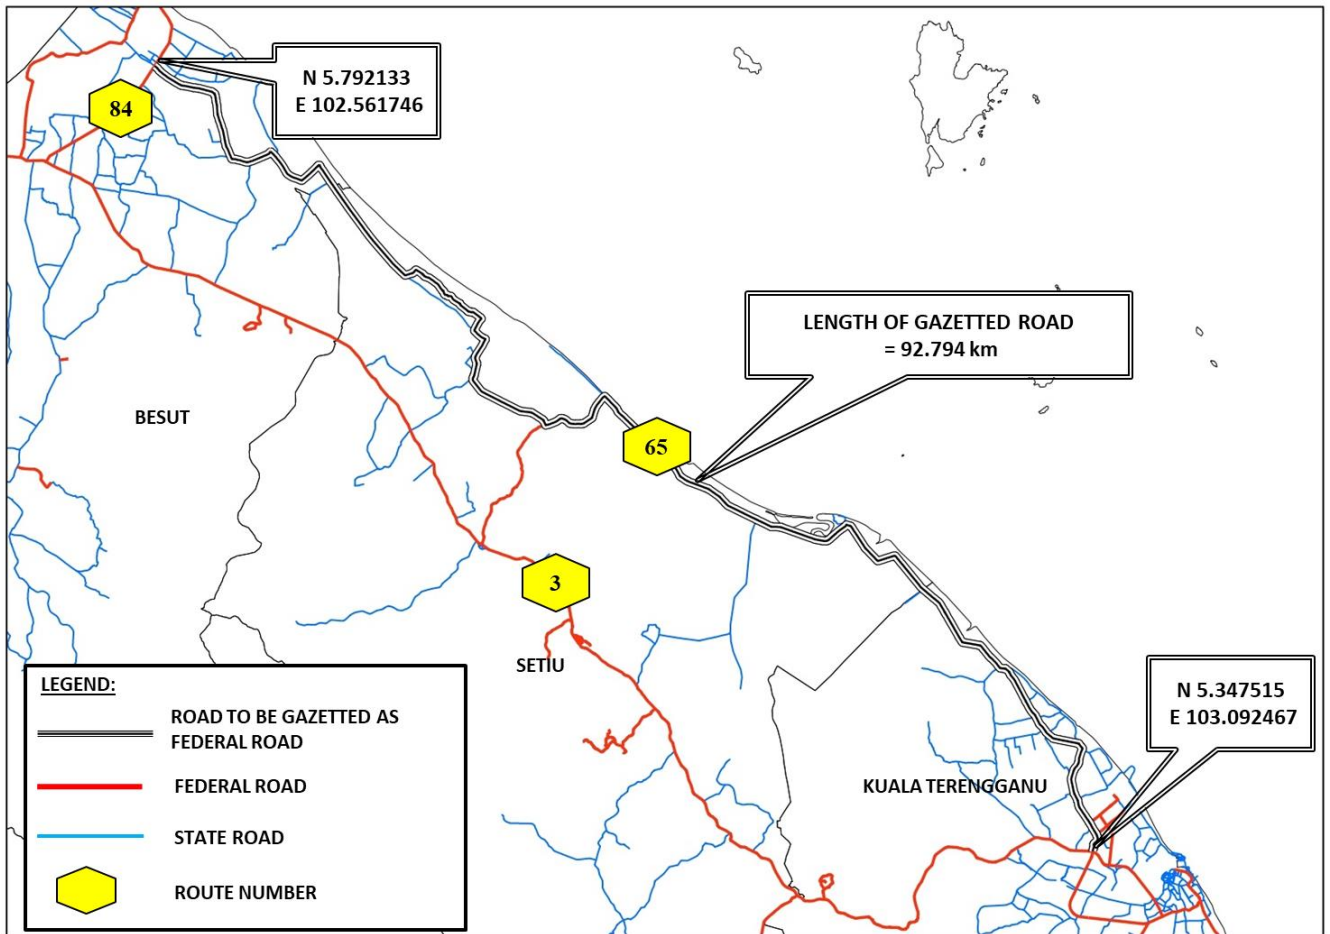 N 5.792133
E 102.561746
84
LENGTH OF GAZETTED ROAD
= 92.794 km
BESUT
65
3
SETIU
N 5.347515
E 103.092467
KUALA TERENGGANU
LEGEND:
ROAD TO BE GAZETTED AS
FEDERAL ROAD
FEDERAL ROAD
STATE ROAD
ROUTE NUMBER